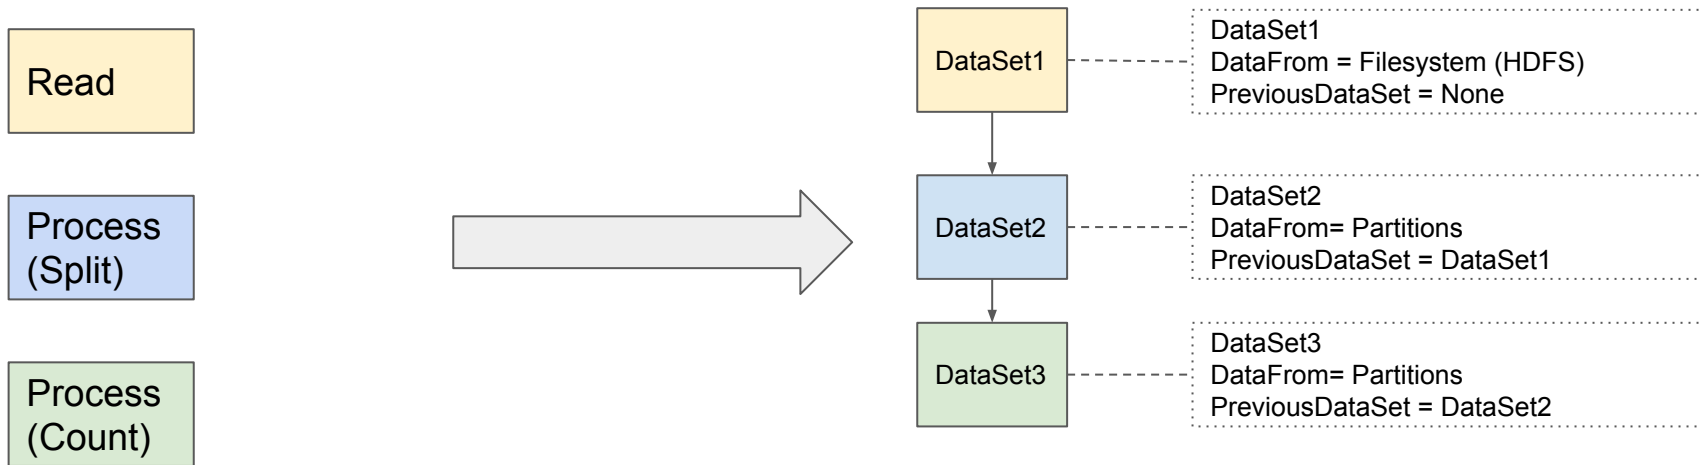 Read
Process
(Split)
Process
(Count)
DataSet1
DataSet1
DataFrom = Filesystem (HDFS)
PreviousDataSet = None
DataSet2
DataSet2
DataFrom= Partitions
PreviousDataSet = DataSet1
DataSet3
DataSet3
DataFrom= Partitions
PreviousDataSet = DataSet2